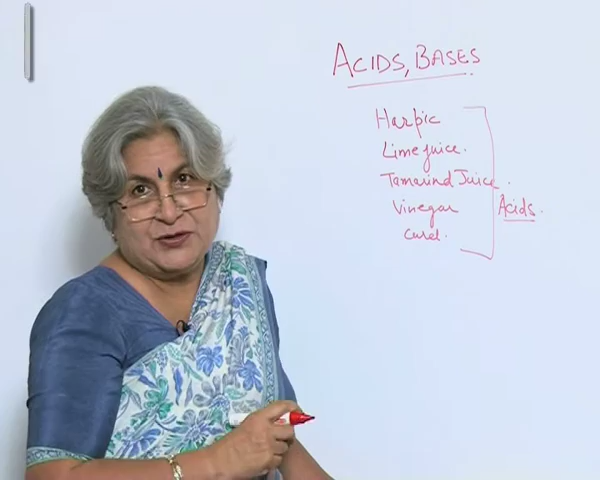 ACIDS, BASES
Harpic
Lime juice.
Tamarind Juice.
Vinegar
Acids.
Curd.